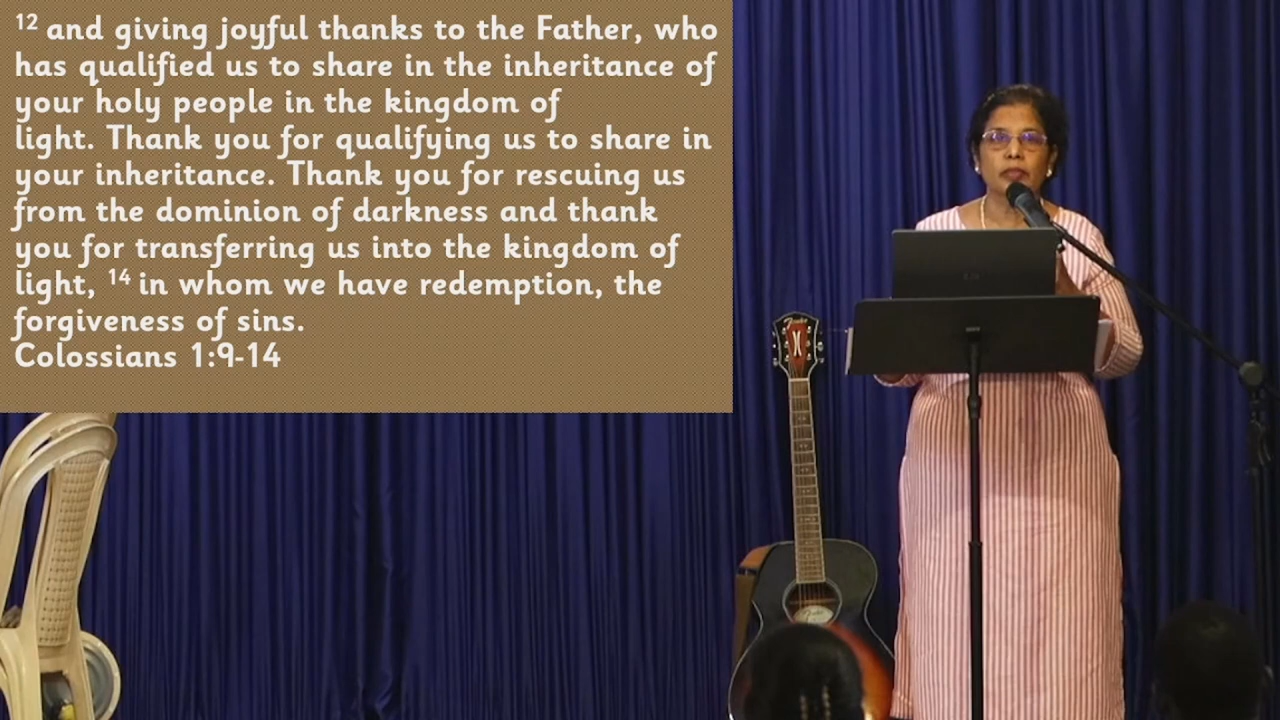 12 and giving joyful thanks to the Father, who
has qualified us to share in the inheritance of
your holy people in the kingdom of
light. Thank you for qualifying us to share in
your inheritance. Thank you for rescuing us
from the dominion of darkness and thank
you for transferring us into the kingdom of
light, 14 in whom we have redemption, the
forgiveness of sins.
Colossians 1:9-14
Fender